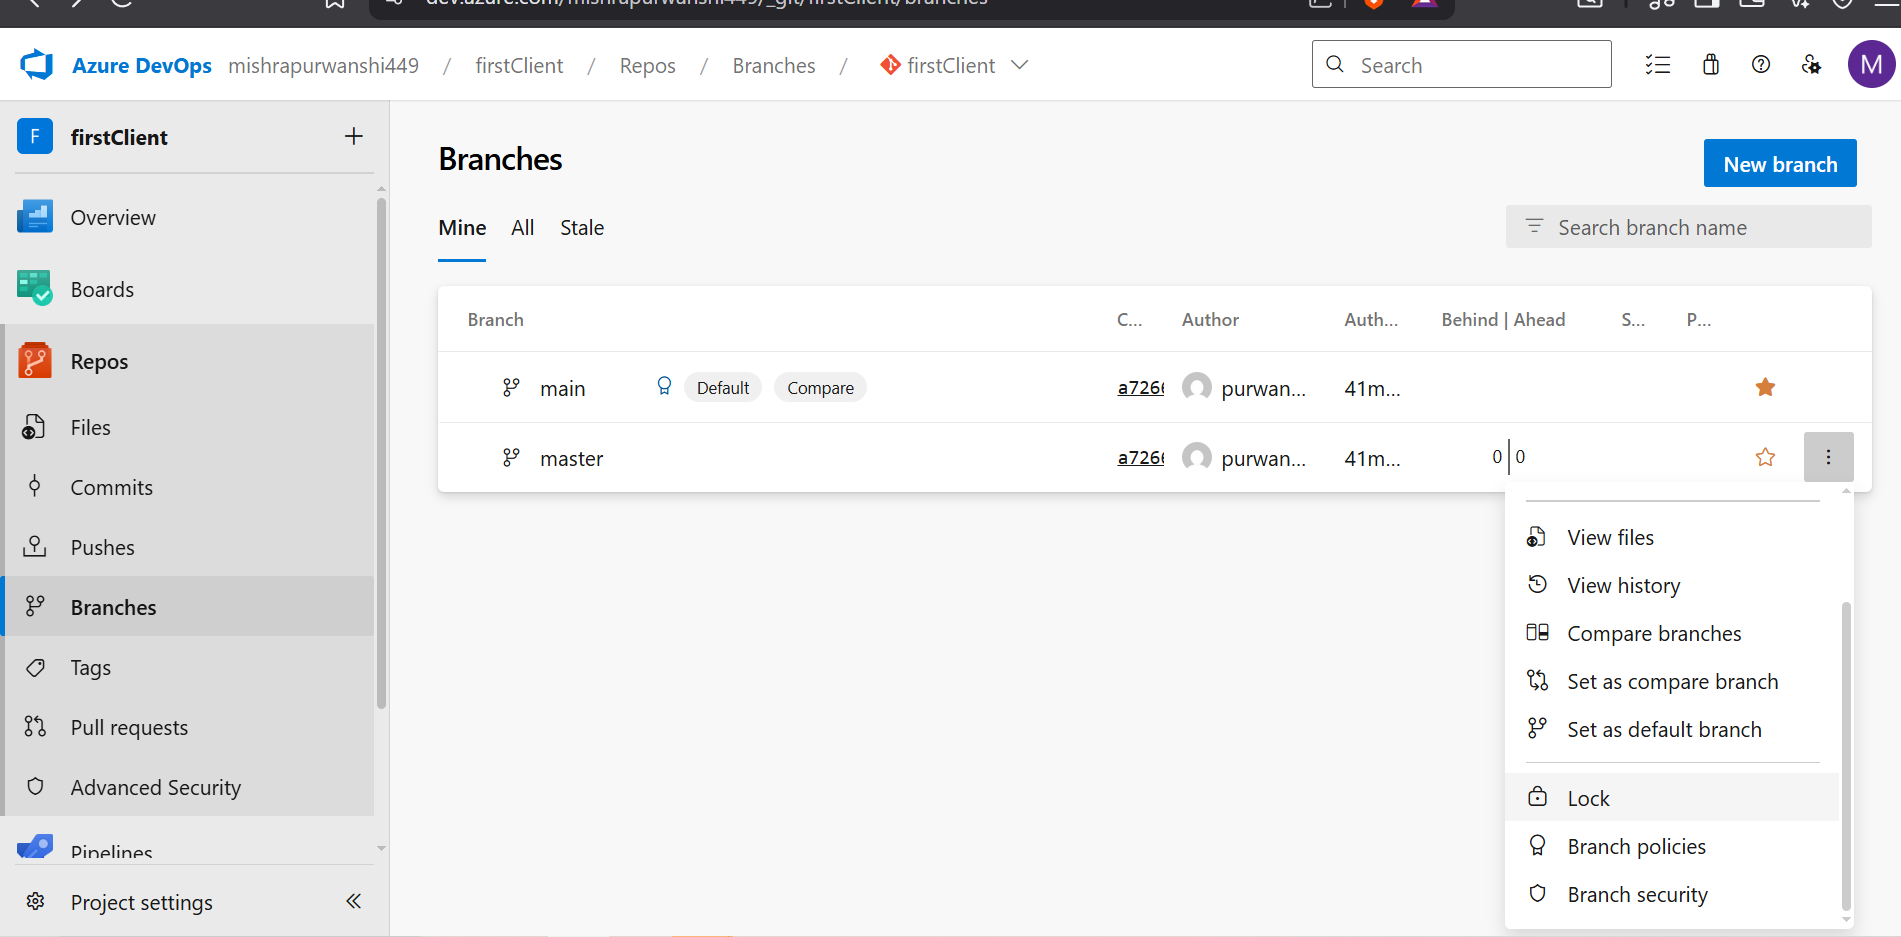 dev.azure.com/mishrapurwanshi449/_git/firstClient/branches
Azure DevOps mishrapurwanshi449 / firstClient / Repos / Branches / firstClient
Search
M
F firstClient
Overview
Boards
Repos
Files
Commits
Pushes
Branches
Tags
Pull requests
Advanced Security
Pipelines
Project settings
Branches
New branch
Mine All Stale
Search branch name
Branch C... Author Auth... Behind | Ahead S... P...
main Default Compare a7266 purwan... 41m...
master a7266 purwan... 41m... 0 | 0
View files
View history
Compare branches
Set as compare branch
Set as default branch
Lock
Branch policies
Branch security